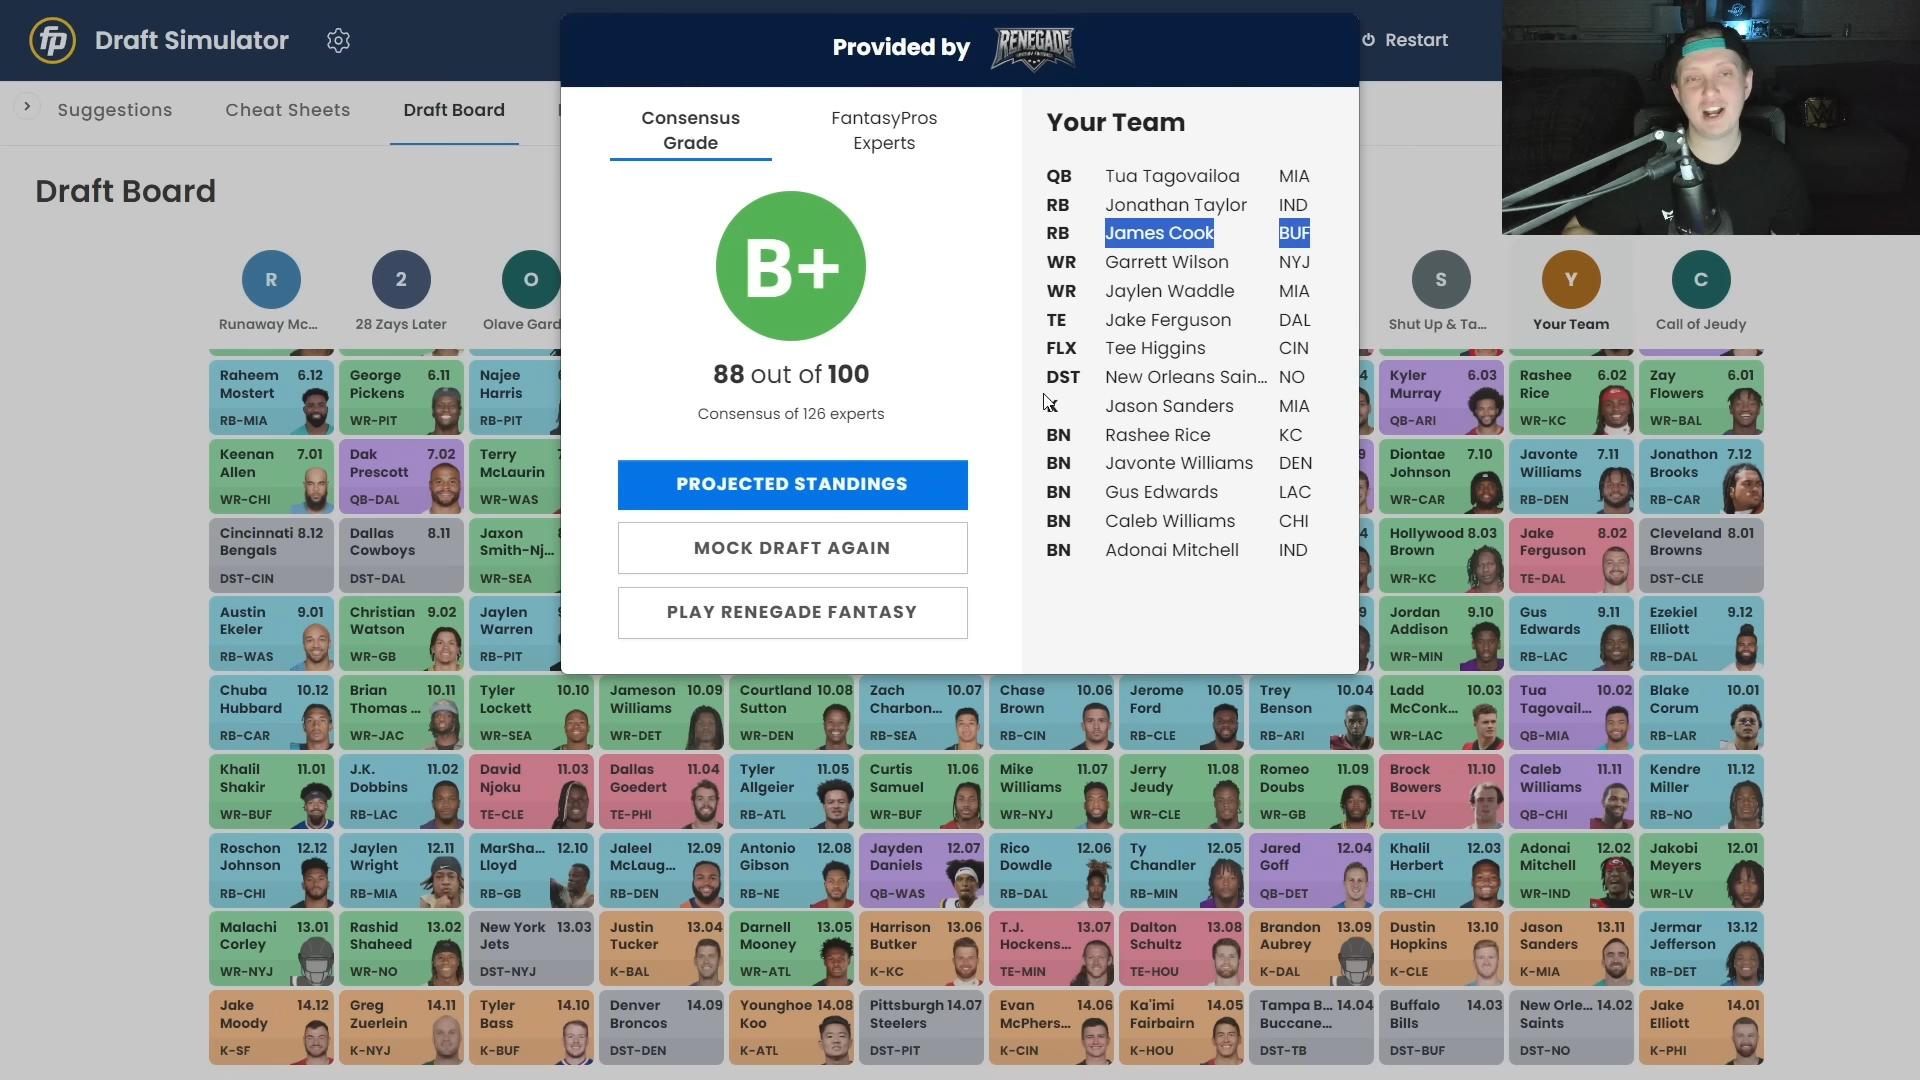 fp
Draft Simulator
Restart
Provided by
RENEGADE
Suggestions
Cheat Sheets
Draft Board
Draft Board
Consensus
Grade
FantasyPros
Experts
B+
88 out of 100
Consensus of 126 experts
PROJECTED STANDINGS
MOCK DRAFT AGAIN
PLAY RENEGADE FANTASY
Your Team
QB Tua Tagovailoa MIA
RB Jonathan Taylor IND
RB James Cook BUF
WR Garrett Wilson NYJ
WR Jaylen Waddle MIA
TE Jake Ferguson DAL
FLX Tee Higgins CIN
DST New Orleans Sain... NO
K Jason Sanders MIA
BN Rashee Rice KC
BN Javonte Williams DEN
BN Gus Edwards LAC
BN Caleb Williams CHI
BN Adonai Mitchell IND
R 2 O S Y C
Runaway Mc... 28 Zays Later Olave Gard Shut Up & Ta... Your Team Call of Jeudy
Raheem 6.12 George 6.11 Najee Kyler 6.03 Rashee 6.02 Zay 6.01
Mostert Pickens Harris Murray Rice Flowers
RB-MIA WR-PIT RB-PIT QB-ARI WR-KC WR-BAL
Keenan 7.01 Dak 7.02 Terry Diontae 7.10 Javonte 7.11 Jonathon 7.12
Allen Prescott McLaurin Johnson Williams Brooks
WR-CHI QB-DAL WR-WAS WR-CAR RB-DEN RB-CAR
Cincinnati 8.12 Dallas 8.11 Jaxon Hollywood 8.03 Jake 8.02 Cleveland 8.01
Bengals Cowboys Smith-Nj... Brown Ferguson Browns
DST-CIN DST-DAL WR-SEA WR-KC TE-DAL DST-CLE
Austin 9.01 Christian 9.02 Jaylen Jordan 9.10 Gus 9.11 Ezekiel 9.12
Ekeler Watson Warren Addison Edwards Elliott
RB-WAS WR-GB RB-PIT WR-MIN RB-LAC RB-DAL
Chuba 10.12 Brian 10.11 Tyler 10.10 Jameson 10.09 Courtland 10.08 Zach 10.07 Chase 10.06 Jerome 10.05 Trey 10.04 Ladd 10.03 Tua 10.02 Blake 10.01
Hubbard Thomas ... Lockett Williams Sutton Charbon... Brown Ford Benson McConk... Tagovail... Corum
RB-CAR WR-JAC WR-SEA WR-DET WR-DEN RB-SEA RB-CIN RB-CLE RB-ARI WR-LAC QB-MIA RB-LAR
Khalil 11.01 J.K. 11.02 David 11.03 Dallas 11.04 Tyler 11.05 Curtis 11.06 Mike 11.07 Jerry 11.08 Romeo 11.09 Brock 11.10 Caleb 11.11 Kendre 11.12
Shakir Dobbins Njoku Goedert Allgeier Samuel Williams Jeudy Doubs Bowers Williams Miller
WR-BUF RB-LAC TE-CLE TE-PHI RB-ATL WR-BUF WR-NYJ WR-CLE WR-GB TE-LV QB-CHI RB-NO
Roschon 12.12 Jaylen 12.11 MarSha... 12.10 Jaleel 12.09 Antonio 12.08 Jayden 12.07 Rico 12.06 Ty 12.05 Jared 12.04 Khalil 12.03 Adonai 12.02 Jakobi 12.01
Johnson Wright Lloyd McLaug... Gibson Daniels Dowdle Chandler Goff Herbert Mitchell Meyers
RB-CHI RB-MIA RB-GB RB-DEN RB-NE QB-WAS RB-DAL RB-MIN QB-DET RB-CHI WR-IND WR-LV
Malachi 13.01 Rashid 13.02 New York 13.03 Justin 13.04 Darnell 13.05 Harrison 13.06 T.J. 13.07 Dalton 13.08 Brandon 13.09 Dustin 13.10 Jason 13.11 Jermar 13.12
Corley Shaheed Jets Tucker Mooney Butker Hockens... Schultz Aubrey Hopkins Sanders Jefferson
WR-NYJ WR-NO DST-NYJ K-BAL WR-ATL K-KC TE-MIN TE-HOU K-DAL K-CLE K-MIA RB-DET
Jake 14.12 Greg 14.11 Tyler 14.10 Denver 14.09 Younghoe 14.08 Pittsburgh 14.07 Evan 14.06 Ka'imi 14.05 Tampa B... 14.04 Buffalo 14.03 New Orle... 14.02 Jake 14.01
Moody Zuerlein Bass Broncos Koo Steelers McPhers... Fairbairn Buccane... Bills Saints Elliott
K-SF K-NYJ K-BUF DST-DEN K-ATL DST-PIT K-CIN K-HOU DST-TB DST-BUF DST-NO K-PHI